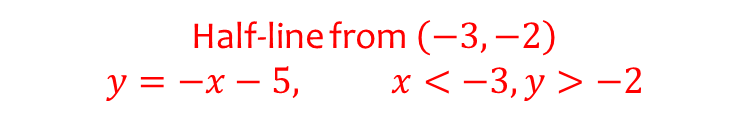 Half-line from (−3, −2)
y = −x − 5, x < −3, y > −2